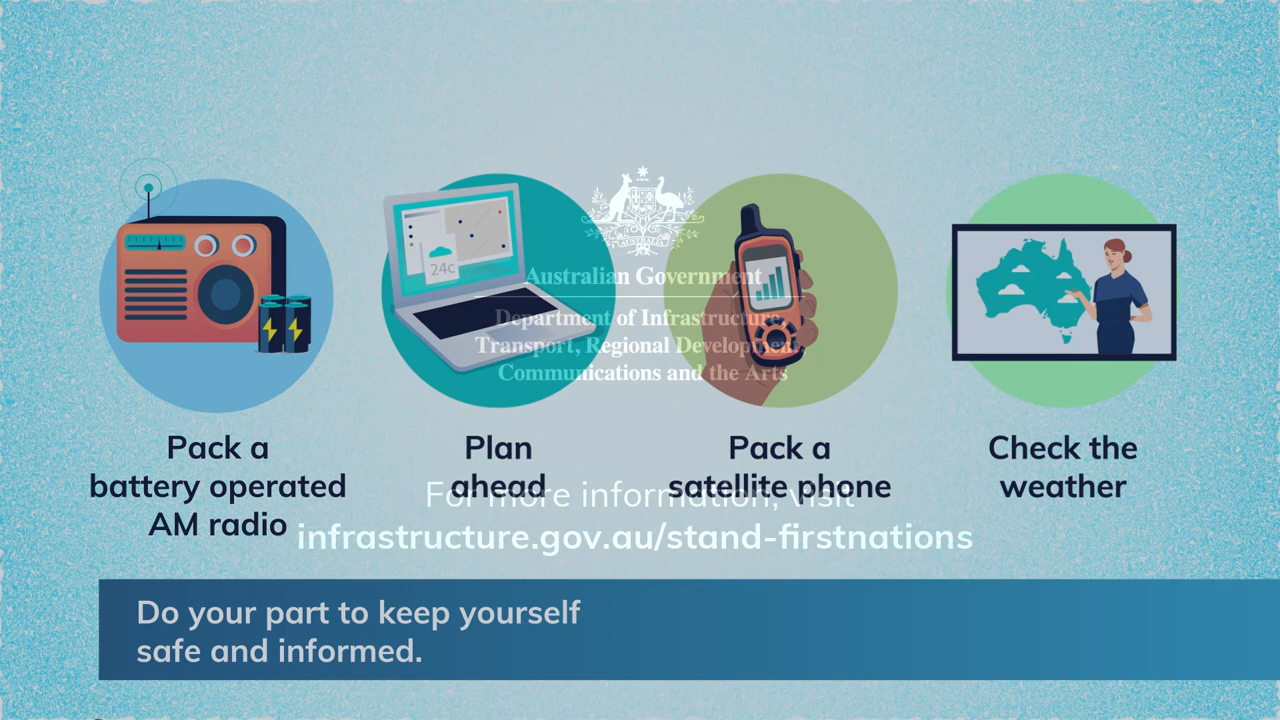 24c
AUSTRALIA
Australian Government
Department of Infrastructure
Transport, Regional Development
Communications and the Arts
Pack a
battery operated
AM radio
Plan
ahead
Pack a
satellite phone
Check the
weather
For more information, visit
infrastructure.gov.au/stand-firstnations
Do your part to keep yourself
safe and informed.